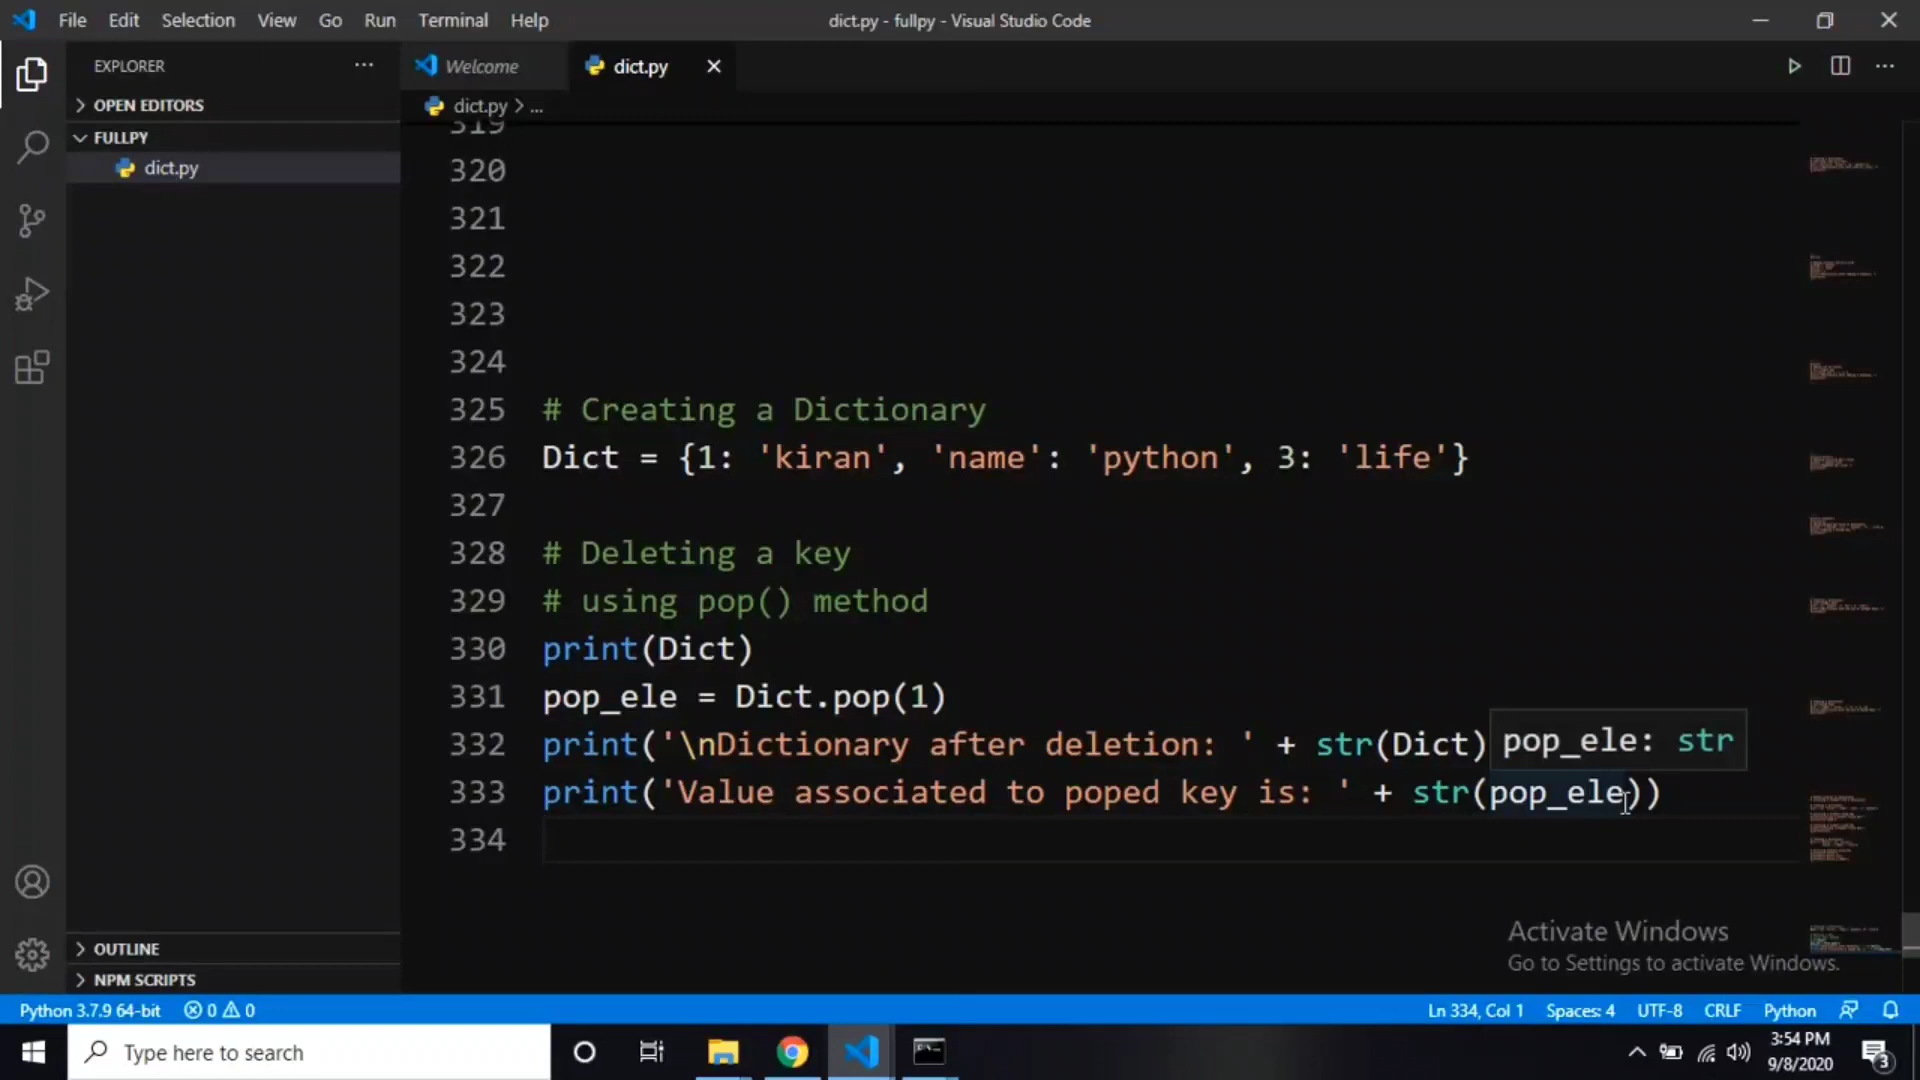 File Edit Selection View Go Run Terminal Help dict.py - fullpy - Visual Studio Code
EXPLORER
Welcome
dict.py
OPEN EDITORS
dict.py > ...
FULLPY
dict.py
319
320
321
322
323
324
325 # Creating a Dictionary
326 Dict = {1: 'kiran', 'name': 'python', 3: 'life'}
327
328 # Deleting a key
329 # using pop() method
330 print(Dict)
331 pop_ele = Dict.pop(1)
332 print('\nDictionary after deletion: ' + str(Dict)
pop_ele: str
333 print('Value associated to poped key is: ' + str(pop_ele))
334
OUTLINE
NPM SCRIPTS
Activate Windows
Go to Settings to activate Windows.
Python 3.7.9 64-bit 0 0 Ln 334, Col 1 Spaces: 4 UTF-8 CRLF Python
Type here to search
3:54 PM
9/8/2020
3